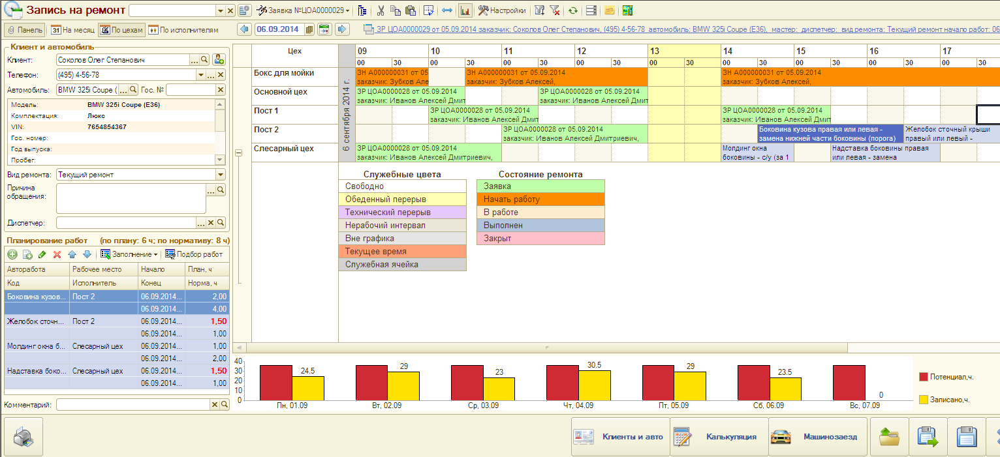 Запись на ремонт
Заявка №ЦОА0000029
Настройки
Панель
31 На месяц
По цехам
По исполнителям
06.09.2014
ЗР ЦОА0000029 от 05.09.2014 заказчик: Соколов Олег Степанович, (495) 4-56-78 автомобиль: BMW 325i Coupe (E36), мастер: диспетчер: вид ремонта: Текущий ремонт начало работ: 06
Клиент и автомобиль
Клиент: Соколов Олег Степанович
Телефон: (495) 4-56-78
Автомобиль: BMW 325i Coupe ( Гос. №
Модель: BMW 325i Coupe (E36)
Комплектация: Люкс
VIN: 7654854367
Гос. номер:
Год выпуска:
Пробег:
Вид ремонта: Текущий ремонт
Причина
обращения:
Диспетчер:
Планирование работ (по плану: 6 ч; по нормативу: 8 ч)
Заполнение
Подбор работ
Авторабота Рабочее место Начало План, ч
Код Исполнитель Конец Норма, ч
Боковина кузов... Пост 2 06.09.2014... 2,00
06.09.2014... 4,00
Желобок сточн... Пост 2 06.09.2014... 1,50
06.09.2014... 1,00
Молдинг окна б... Слесарный цех 06.09.2014... 1,00
06.09.2014... 2,00
Надставка боко... Слесарный цех 06.09.2014... 1,50
06.09.2014... 1,00
Комментарий:
Цех 09 10 11 12 13 14 15 16 17
00 30 00 30 00 30 00 30 00 30 00 30 00 30 00 30 00 30
6 сентября 2014 г.
Бокс для мойки
ЗН А000000031 от 05
заказчик: Зубков Але
ЗН А000000031 от 05.09.2014
заказчик: Зубков Алексей,
ЗН А000000031 от 05.09.2014
заказчик: Зубков Алексей,
Основной цех
ЗР ЦОА0000028 от 05.09.2014
заказчик: Иванов Алексей Дмит
ЗР ЦОА0000028 от 05.09.2014
заказчик: Иванов Алексей Дмит
Пост 1
ЗР ЦОА0000028 от 05.09.2014
заказчик: Иванов Алексей Дмит
ЗР ЦОА0000028 от 05.09.2014
заказчик: Иванов Алексей Дмит
Пост 2
ЗР ЦОА0000028 от 05.09.2014
заказчик: Иванов Алексей Дмитриевич,
Боковина кузова правая или левая -
замена нижней части боковины (порога)
Желобок сточный крыши
правый или левый -
Слесарный цех
ЗР ЦОА0000028 от 05.09.2014
заказчик: Иванов Алексей Дмитриевич,
Молдинг окна
боковины - с/у (за 1
Надставка боковины правая
или левая - замена
Служебные цвета
Свободно
Обеденный перерыв
Технический перерыв
Нерабочий интервал
Вне графика
Текущее время
Служебная ячейка
Состояние ремонта
Заявка
Начать работу
В работе
Выполнен
Закрыт
40
30
20
10
0
24.5 29 23 30.5 29 23.5 0
Пн, 01.09 Вт, 02.09 Ср, 03.09 Чт, 04.09 Пт, 05.09 Сб, 06.09 Вс, 07.09
Потенциал,ч.
Записано,ч.
Клиенты и авто
Калькуляция
Машинозаезд